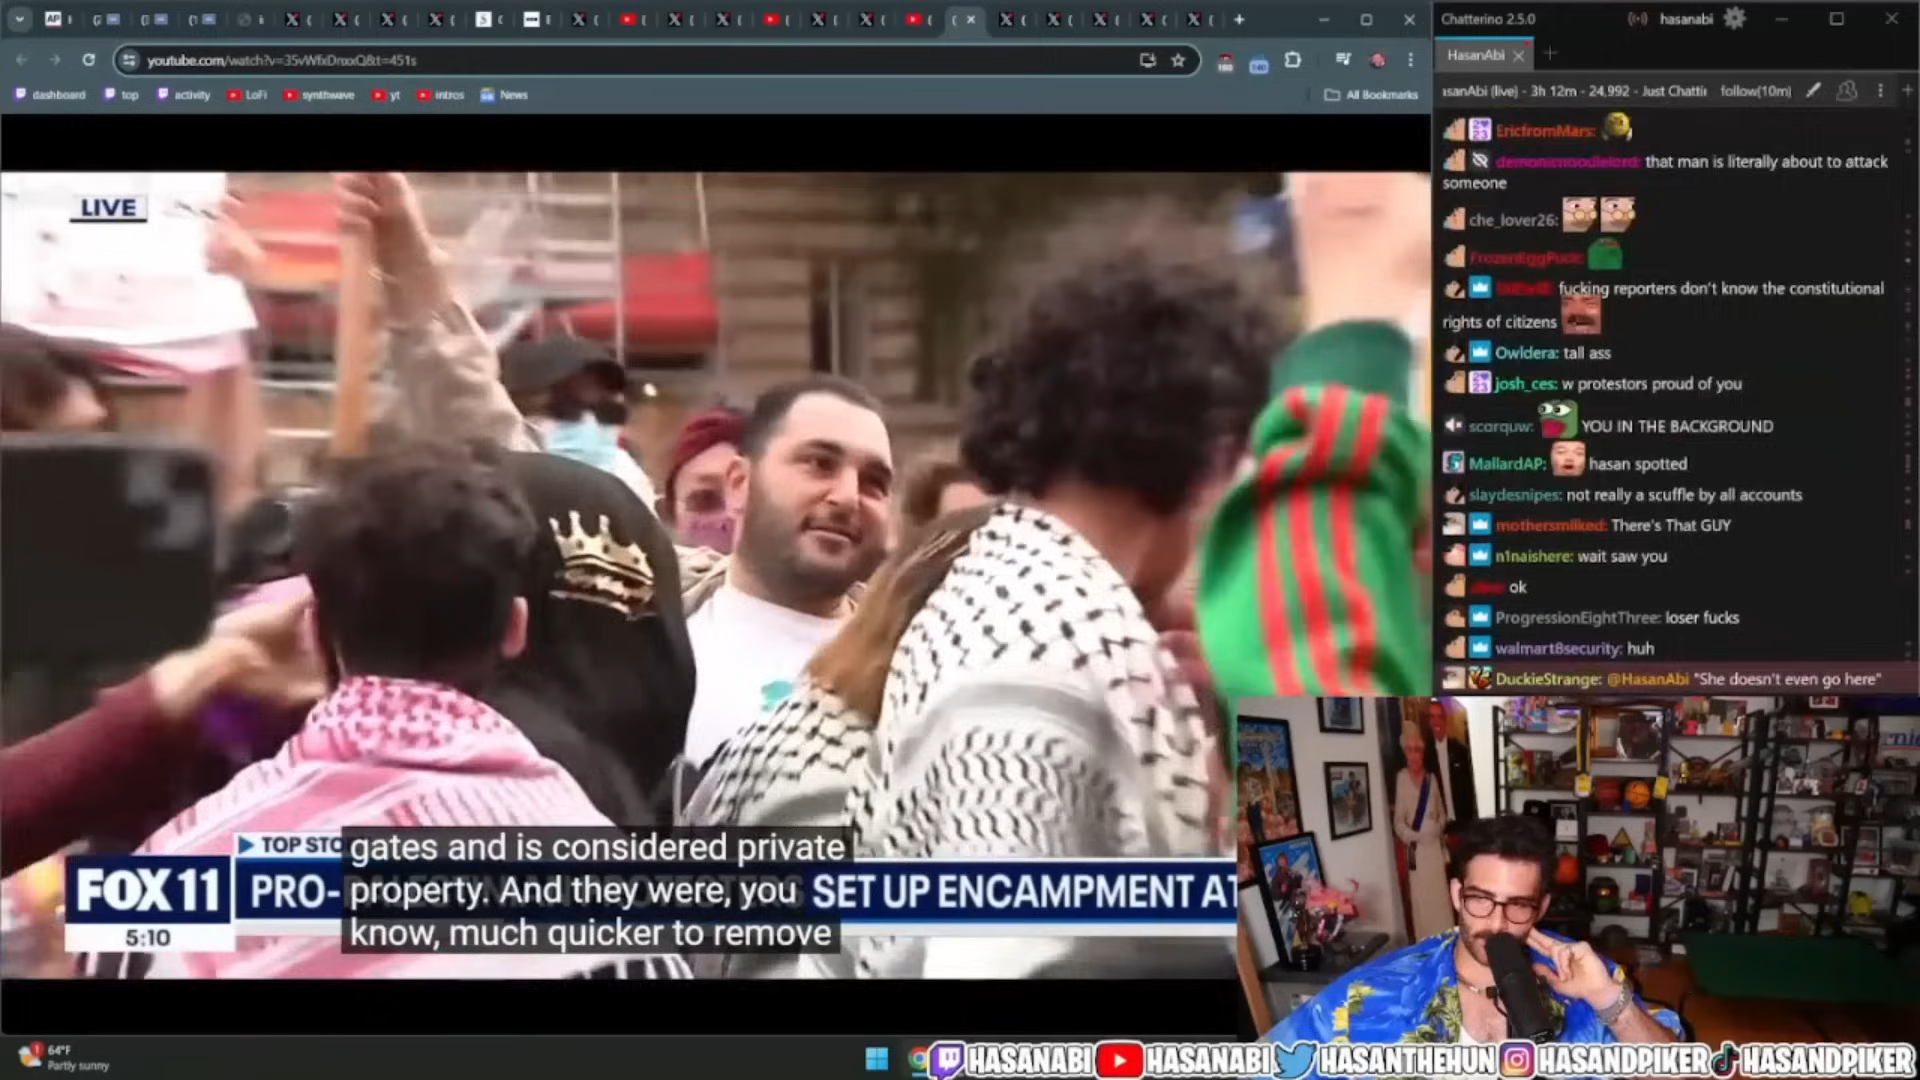 AP
youtube.com/watch?v=35vWfxDnxxQ&t=451s
dashboard
top
activity
LoFi
synthwave
yt
intros
News
All Bookmarks
LIVE
TOP STO
gates and is considered private
property. And they were, you
know, much quicker to remove
FOX 11
PRO-
SET UP ENCAMPMENT AT
5:10
64°F
Partly sunny
Chatterino 2.5.0
hasanabi
HasanAbi
asanAbi (live) - 3h 12m - 24,992 - Just Chattin
follow(10m)
EricfromMars:
demonicnoodlelord: that man is literally about to attack
someone
che_lover26:
FrozenEggPuck:
fucking reporters don't know the constitutional
rights of citizens
Owldera: tall ass
josh_ces: w protestors proud of you
scorquw: YOU IN THE BACKGROUND
MallardAP: hasan spotted
slaydesnipes: not really a scuffle by all accounts
mothersmilked: There's That GUY
n1naishere: wait saw you
ok
ProgressionEightThree: loser fucks
walmart8security: huh
DuckieStrange: @HasanAbi "She doesn't even go here"
HASANABI
HASANABI
HASANTHEHUN
HASANDPIKER
HASANDPIKER